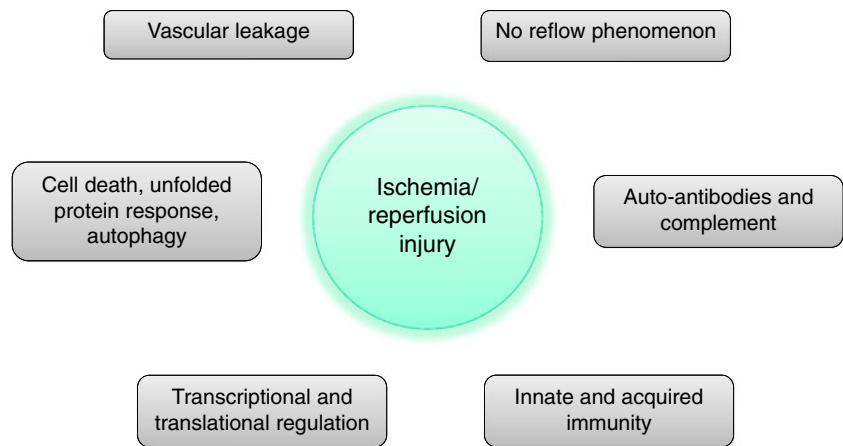 Vascular leakage
No reflow phenomenon
Cell death, unfolded
protein response,
autophagy
Ischemia/
reperfusion
injury
Auto-antibodies and
complement
Transcriptional and
translational regulation
Innate and acquired
immunity